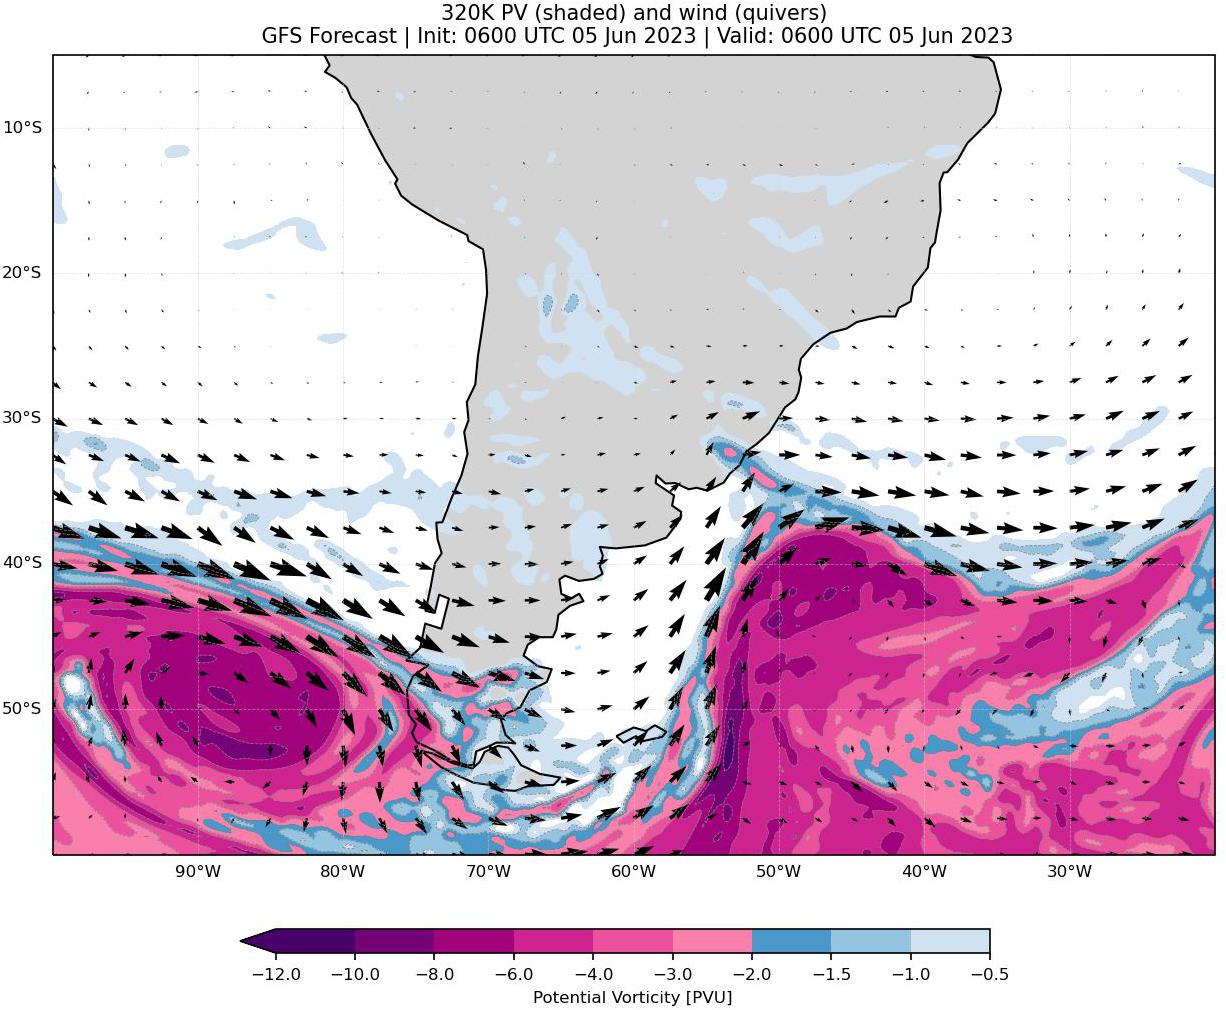 320K PV (shaded) and wind (quivers)
GFS Forecast | Init: 0600 UTC 05 Jun 2023 | Valid: 0600 UTC 05 Jun 2023
10°S
20°S
30°S
40°S
50°S
90°W 80°W 70°W 60°W 50°W 40°W 30°W
−12.0 −10.0 −8.0 −6.0 −4.0 −3.0 −2.0 −1.5 −1.0 −0.5
Potential Vorticity [PVU]